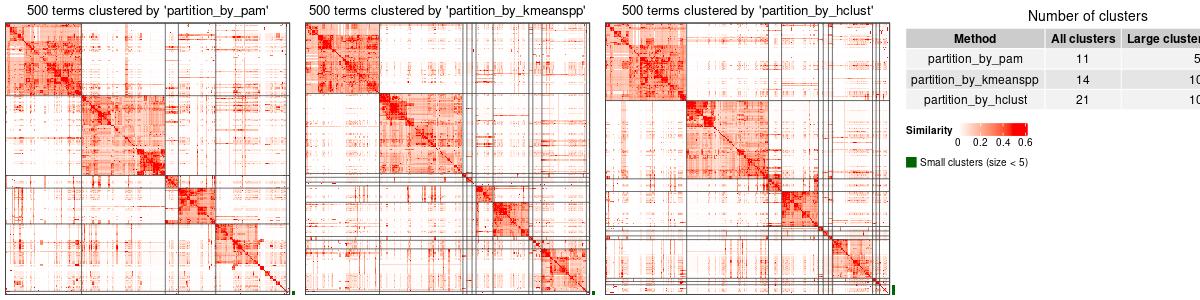 500 terms clustered by 'partition_by_pam'
500 terms clustered by 'partition_by_kmeanspp'
500 terms clustered by 'partition_by_hclust'
Number of clusters
Method All clusters Large cluster
partition_by_pam 11 5
partition_by_kmeanspp 14 10
partition_by_hclust 21 10
Similarity
0 0.2 0.4 0.6
Small clusters (size < 5)